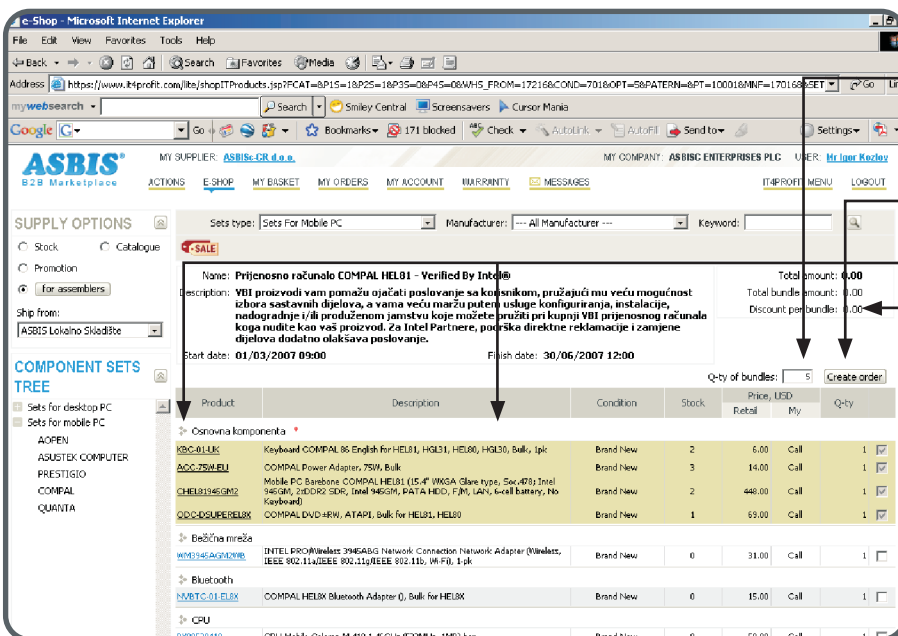 e-Shop - Microsoft Internet Explorer
File Edit View Favorites Tools Help
Back Search Favorites Media
Address https://www.it4profit.com/lite/shopITProducts.jsp?FCAT=&P1S=1&P2S=1&P3S=0&P4S=0&WHS_FROM=17216&COND=701&OPT=5&PATERN=&PT=10001&MNF=17016&SET Go
mywebsearch Search Smiley Central Screensavers Cursor Mania
Google G Go Bookmarks 171 blocked Check AutoLink AutoFil Send to Settings
ASBIS
B2B Marketplace
MY SUPPLIER: ASBISc-CR d.o.o. MY COMPANY: ASBISC ENTERPRISES PLC USER: Mr Igor Kozlov
ACTIONS E-SHOP MY BASKET MY ORDERS MY ACCOUNT WARRANTY MESSAGES IT4PROFIT MENU LOGOUT
SUPPLY OPTIONS
Stock Catalogue
Promotion
for assemblers
Ship from:
ASBIS Lokalno Skladište
COMPONENT SETS TREE
Sets for desktop PC
Sets for mobile PC
AOPEN
ASUSTEK COMPUTER
PRESTIGIO
COMPAL
QUANTA
Sets type: Sets For Mobile PC Manufacturer: --- All Manufacturer --- Keyword:
SALE
Name: Prijenosno računalo COMPAL HEL81 - Verified By Intel®
Description: VBI proizvodi vam pomažu ojačati poslovanje sa korisnikom, pružajući mu veću mogućnost
izbora sastavnih dijelova, a vama veću maržu putem usluge konfiguriranja, instalacije,
nadogradnje i/ili produženom jamstvu koje možete pružiti pri kupnji VBI prijenosnog računala
koga nudite kao vaš proizvod. Za Intel Partnere, podrška direktne reklamacije i zamjene
dijelova dodatno olakšava poslovanje.
Start date: 01/03/2007 09:00 Finish date: 30/06/2007 12:00
Total amount: 0.00
Total bundle amount: 0.00
Discount per bundle: 0.00
Q-ty of bundles: 5 Create order
Product Description Condition Stock Price, USD Q-ty
Retail My
Osnovna komponenta *
KBC-01-UK Keyboard COMPAL 86 English for HEL81, HGL31, HEL80, HGL30, Bulk, 1pk Brand New 2 6.00 Call 1
ACC-75W-EU COMPAL Power Adapter, 75W, Bulk Brand New 3 14.00 Call 1
CHEL81945GM2 Mobile PC Barebone COMPAL HEL81 (15.4" WXGA Glare type, Soc.478; Intel
945GM, 2xDDR2 SDR, Intel 945GM, PATA HDD, F/M, LAN, 6-cell battery, No
Keyboard) Brand New 2 448.00 Call 1
ODC-DSUPEREL8X COMPAL DVD±RW, ATAPI, Bulk for HEL81, HEL80 Brand New 1 69.00 Call 1
Bežična mreža
WM3945AGM2WB INTEL PRO/Wireless 3945ABG Network Connection Network Adapter (Wireless,
IEEE 802.11a/IEEE 802.11g/IEEE 802.11b, Wi-Fi), 1-pk Brand New 0 31.00 Call 1
Bluetooth
NVBTC-01-EL8X COMPAL HEL8X Bluetooth Adapter (), Bulk for HEL8X Brand New 0 15.00 Call 1
CPU